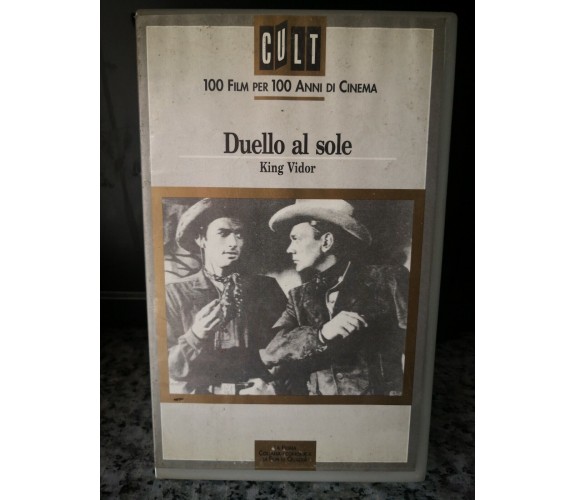 CULT
100 FILM PER 100 ANNI DI CINEMA
Duello al sole
King Vidor